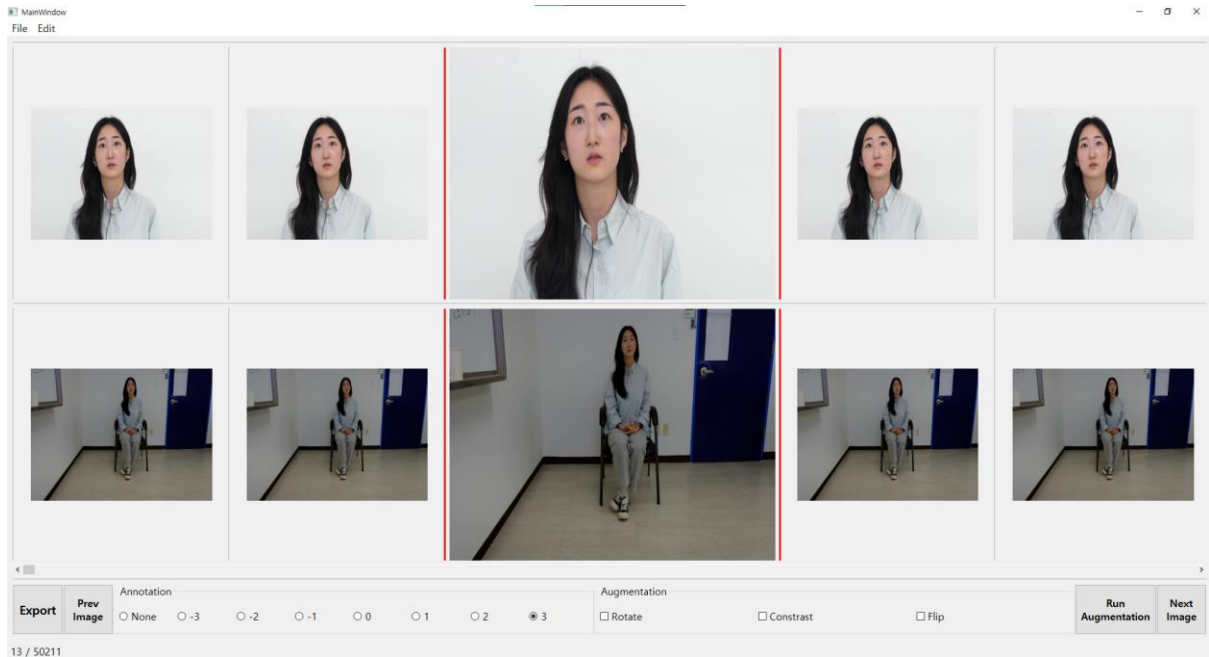 MainWindow
File Edit
Export
Prev
Image
Annotation
None -3 -2 -1 0 1 2 3
Augmentation
Rotate Constrast Flip
Run
Augmentation
Next
Image
13 / 50211